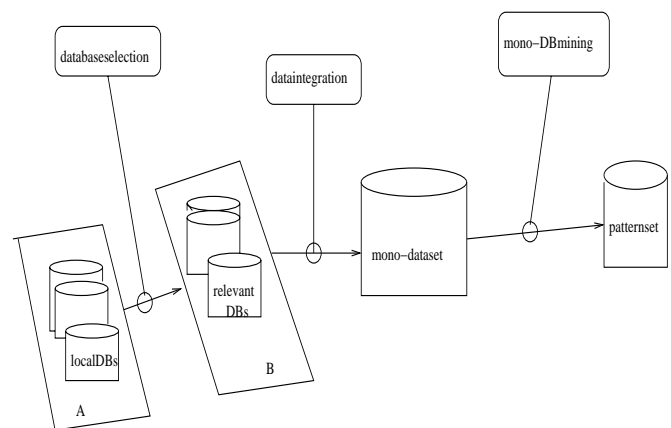 databaseselection
dataintegration
mono-DBmining
localDBs
A
relevant
DBs
B
mono-dataset
patternset